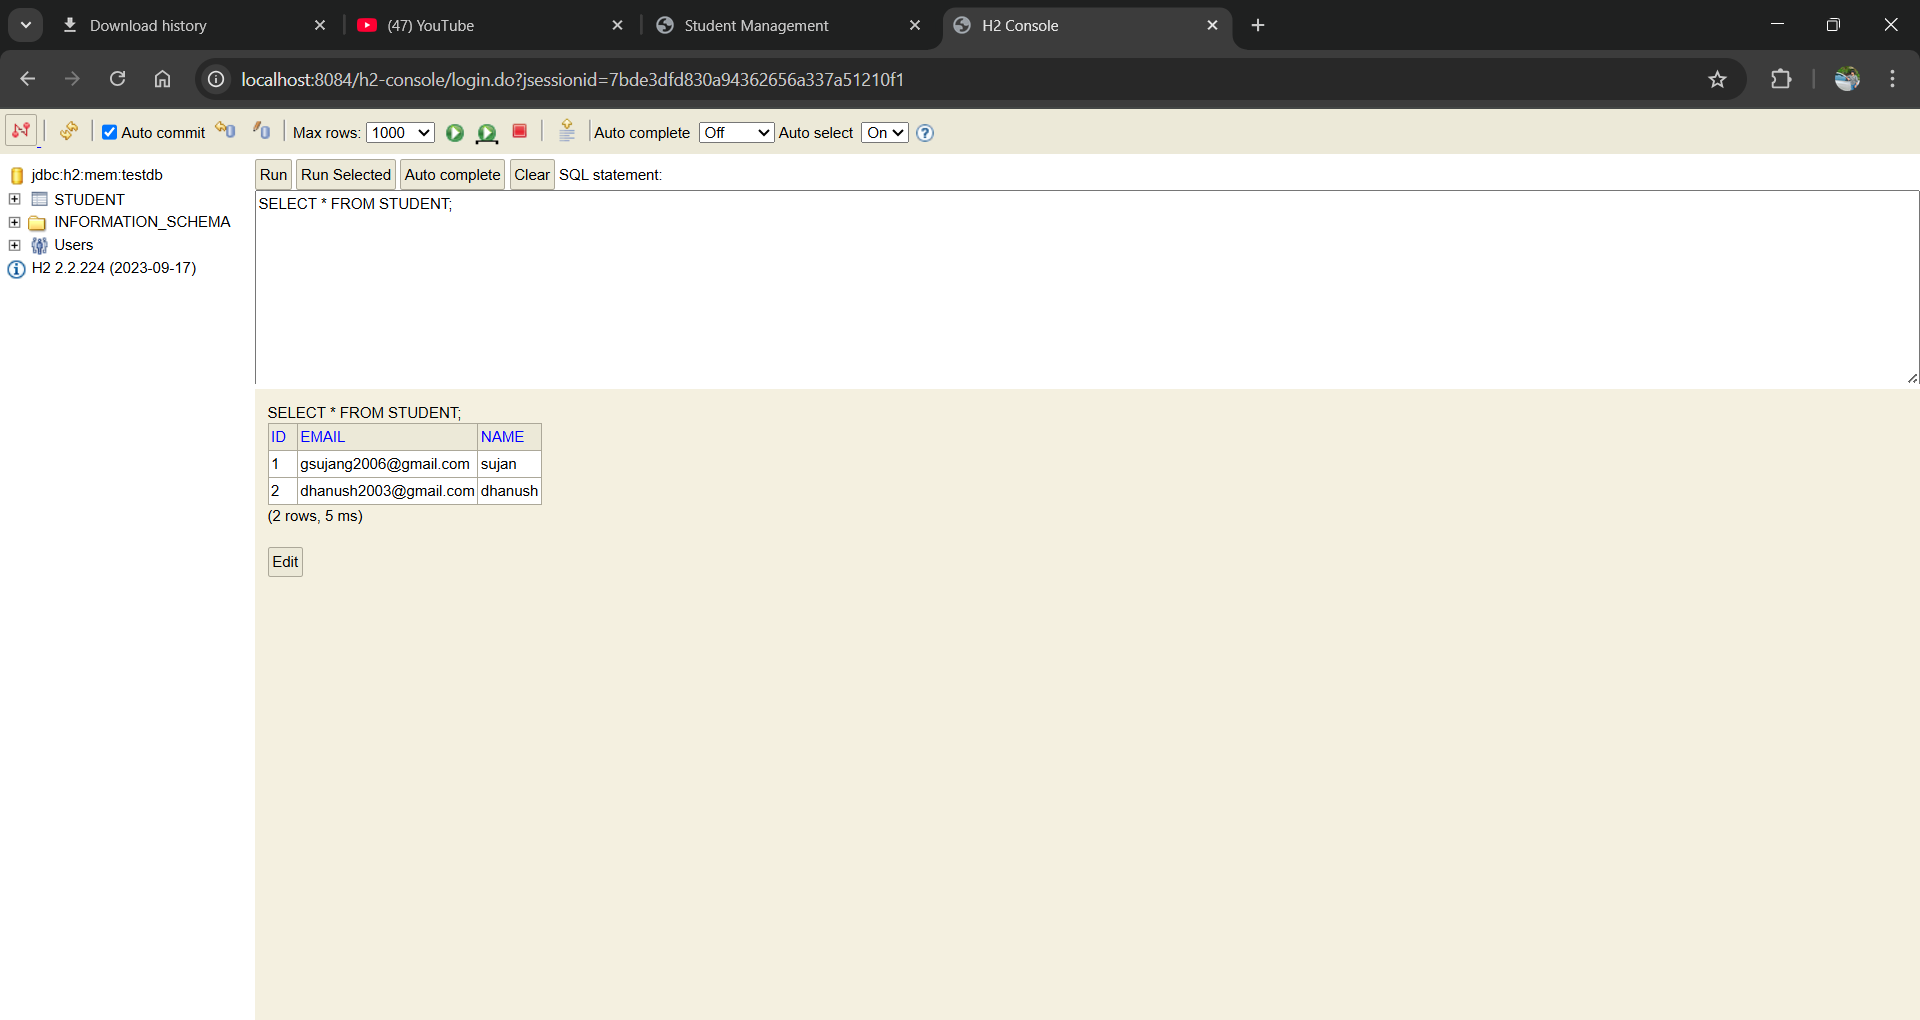 Download history
(47) YouTube
Student Management
H2 Console
localhost:8084/h2-console/login.do?jsessionid=7bde3dfd830a94362656a337a51210f1
Auto commit Max rows: 1000 Auto complete Off Auto select On
jdbc:h2:mem:testdb
STUDENT
INFORMATION_SCHEMA
Users
H2 2.2.224 (2023-09-17)
Run Run Selected Auto complete Clear SQL statement:
SELECT * FROM STUDENT;
SELECT * FROM STUDENT;
ID EMAIL NAME
1 gsujang2006@gmail.com sujan
2 dhanush2003@gmail.com dhanush
(2 rows, 5 ms)
Edit